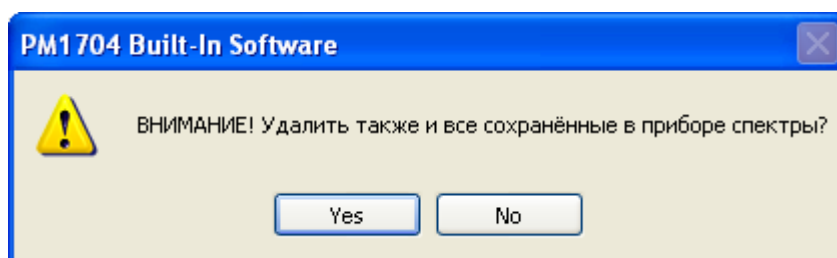 PM1704 Built-In Software
ВНИМАНИЕ! Удалить также и все сохранённые в приборе спектры?
Yes
No